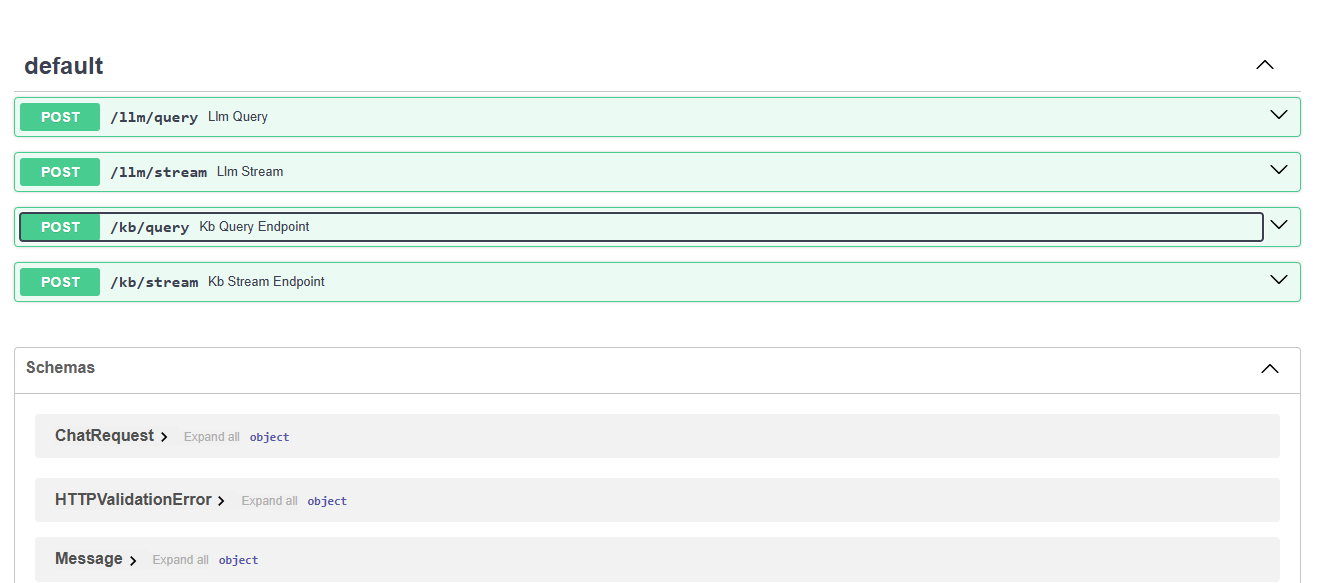 default
POST /llm/query Llm Query
POST /llm/stream Llm Stream
POST /kb/query Kb Query Endpoint
POST /kb/stream Kb Stream Endpoint
Schemas
ChatRequest Expand all object
HTTPValidationError Expand all object
Message Expand all object